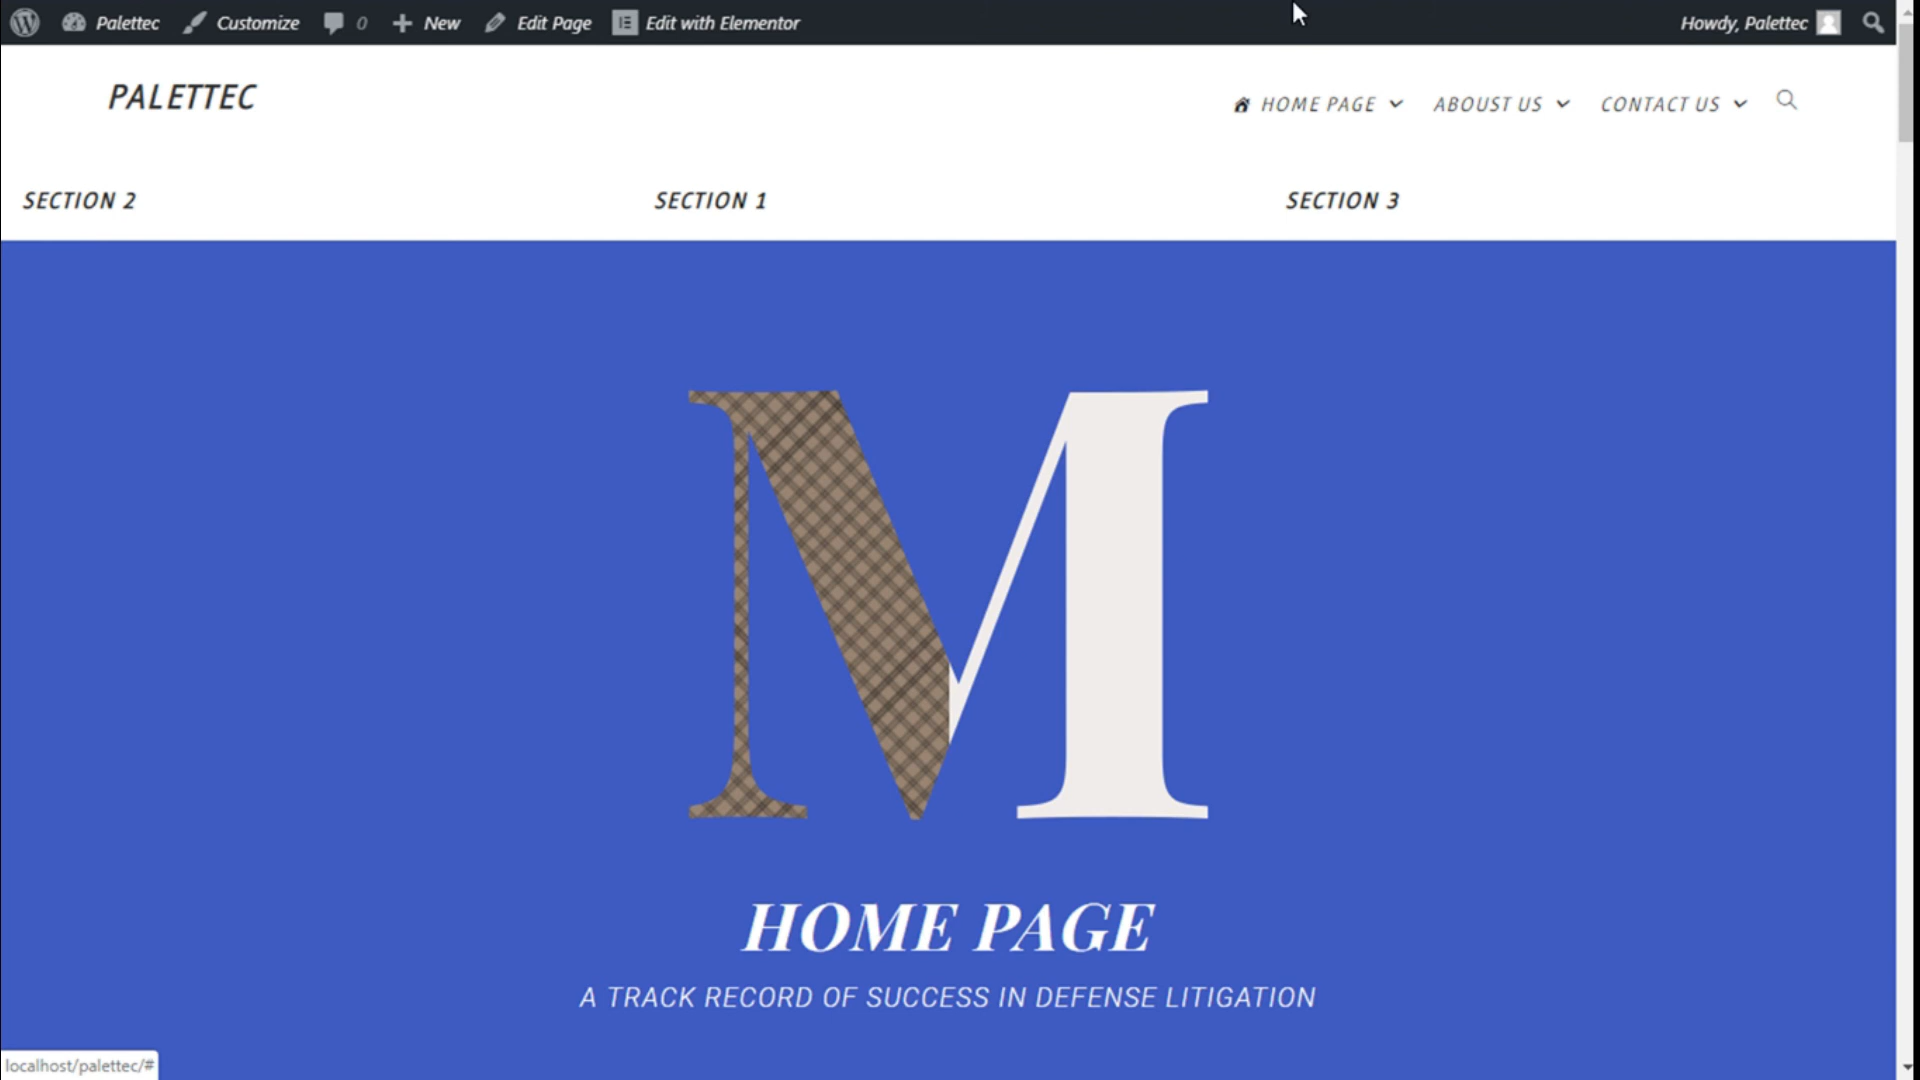 Palettec Customize 0 New Edit Page Edit with Elementor Howdy, Palettec
PALETTEC
HOME PAGE ABOUST US CONTACT US
SECTION 2 SECTION 1 SECTION 3
M
HOME PAGE
A TRACK RECORD OF SUCCESS IN DEFENSE LITIGATION
localhost/palettec/#